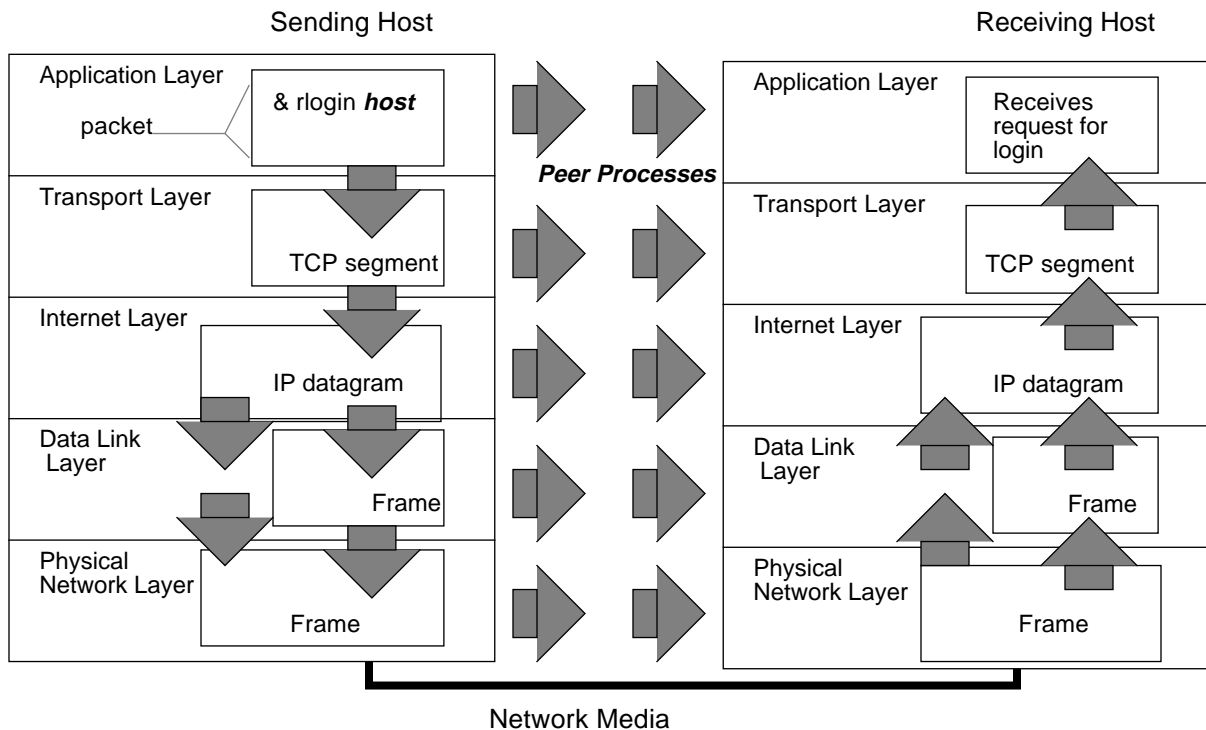 Sending Host
Application Layer
& rlogin host
packet
Transport Layer
TCP segment
Internet Layer
IP datagram
Data Link
Layer
Frame
Physical
Network Layer
Frame
Peer Processes
Receiving Host
Application Layer
Receives
request for
login
Transport Layer
TCP segment
Internet Layer
IP datagram
Data Link
Layer
Frame
Physical
Network Layer
Frame
Network Media